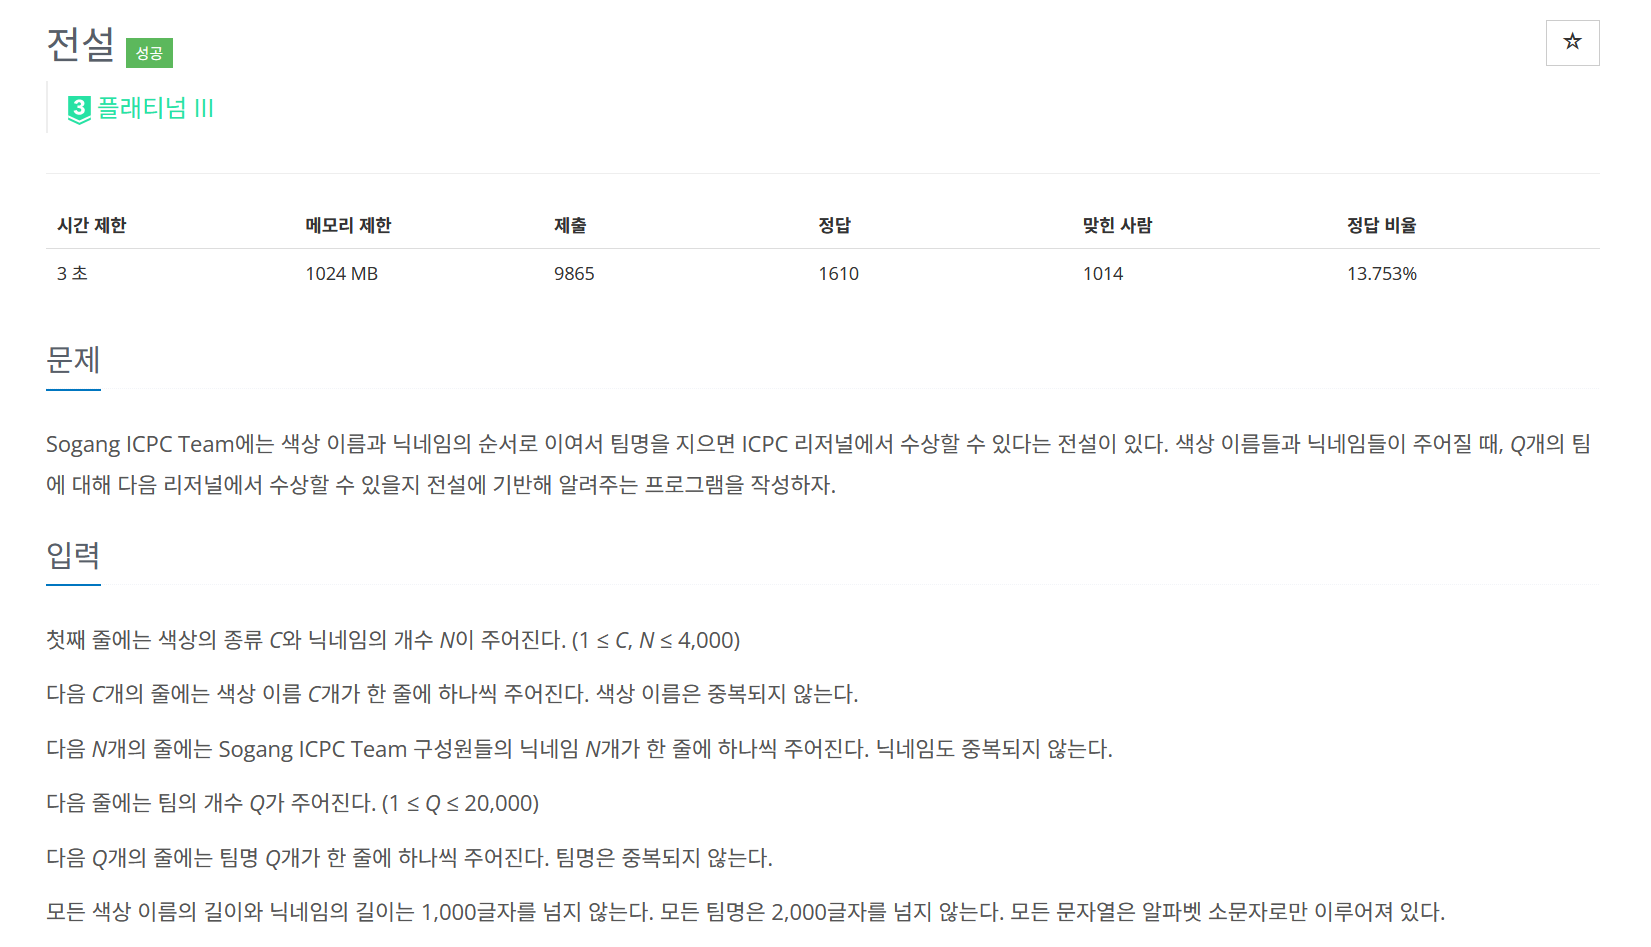 전설 성공
☆
3 플래티넘 III
시간 제한 메모리 제한 제출 정답 맞힌 사람 정답 비율
3 초 1024 MB 9865 1610 1014 13.753%
문제
Sogang ICPC Team에는 색상 이름과 닉네임의 순서로 이여서 팀명을 지으면 ICPC 리저널에서 수상할 수 있다는 전설이 있다. 색상 이름들과 닉네임들이 주어질 때, Q개의 팀
에 대해 다음 리저널에서 수상할 수 있을지 전설에 기반해 알려주는 프로그램을 작성하자.
입력
첫째 줄에는 색상의 종류 C와 닉네임의 개수 N이 주어진다. (1 ≤ C, N ≤ 4,000)
다음 C개의 줄에는 색상 이름 C개가 한 줄에 하나씩 주어진다. 색상 이름은 중복되지 않는다.
다음 N개의 줄에는 Sogang ICPC Team 구성원들의 닉네임 N개가 한 줄에 하나씩 주어진다. 닉네임도 중복되지 않는다.
다음 줄에는 팀의 개수 Q가 주어진다. (1 ≤ Q ≤ 20,000)
다음 Q개의 줄에는 팀명 Q개가 한 줄에 하나씩 주어진다. 팀명은 중복되지 않는다.
모든 색상 이름의 길이와 닉네임의 길이는 1,000글자를 넘지 않는다. 모든 팀명은 2,000글자를 넘지 않는다. 모든 문자열은 알파벳 소문자로만 이루어져 있다.